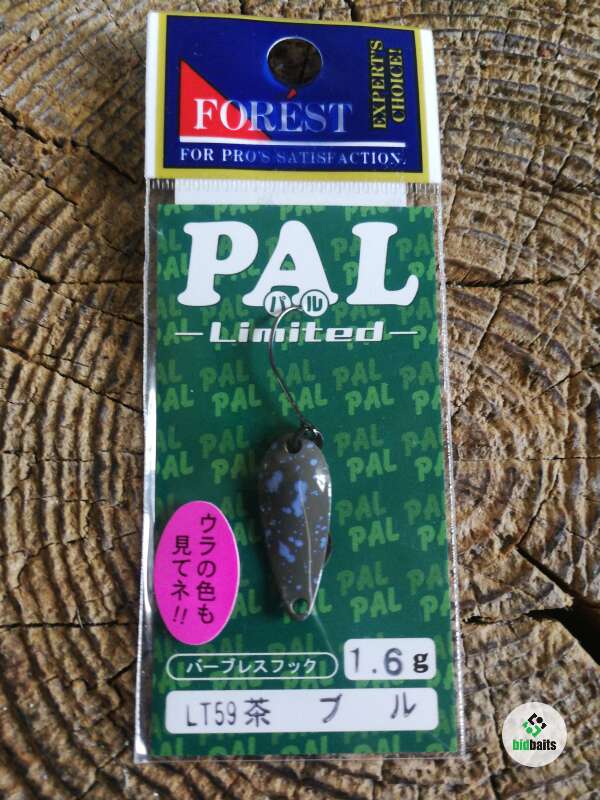 FORÉST
EXPERT'S
CHOICE!
FOR PRO'S SATISFACTION.
PAL
パル
Limited
ウラの色も
見てネ!!
バーブレスフック
1.6g
LT59 茶 ブ ル
bidbaits